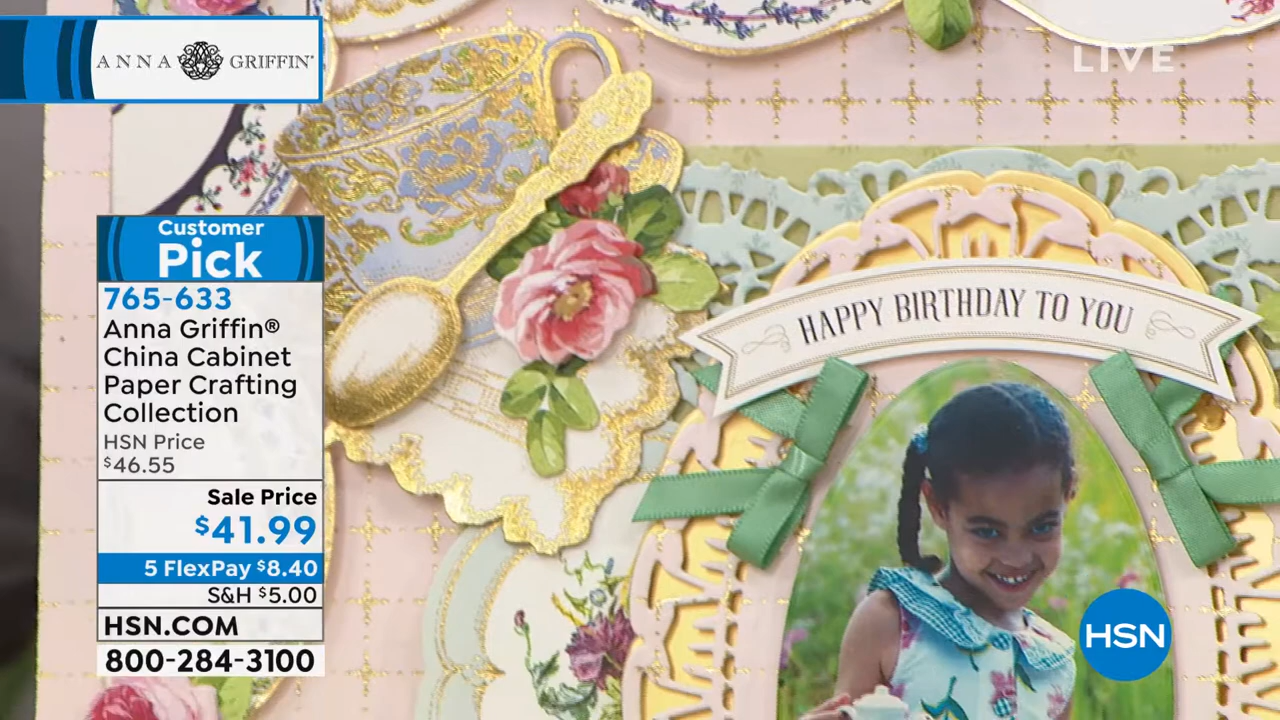 ANNA GRIFFIN®
LIVE
Customer
Pick
765-633
Anna Griffin®
China Cabinet
Paper Crafting
Collection
HSN Price
$46.55
Sale Price
$41.99
5 FlexPay $8.40
S&H $5.00
HSN.COM
800-284-3100
HAPPY BIRTHDAY TO YOU
HSN